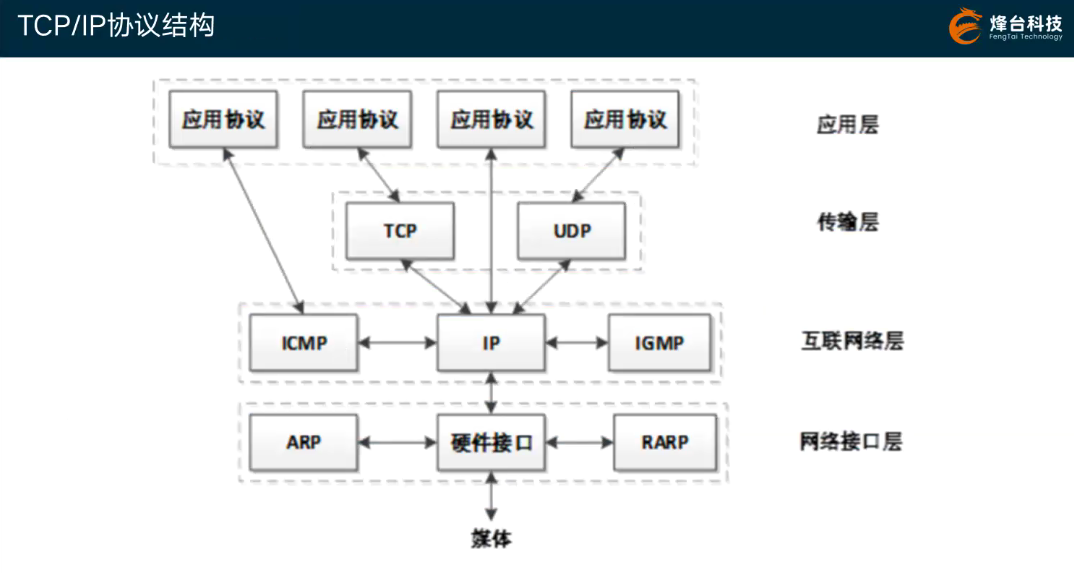 TCP/IP协议结构
烽台科技
FengTai Technology
应用协议 应用协议 应用协议 应用协议 应用层
TCP UDP 传输层
ICMP IP IGMP 互联网络层
ARP 硬件接口 RARP 网络接口层
媒体